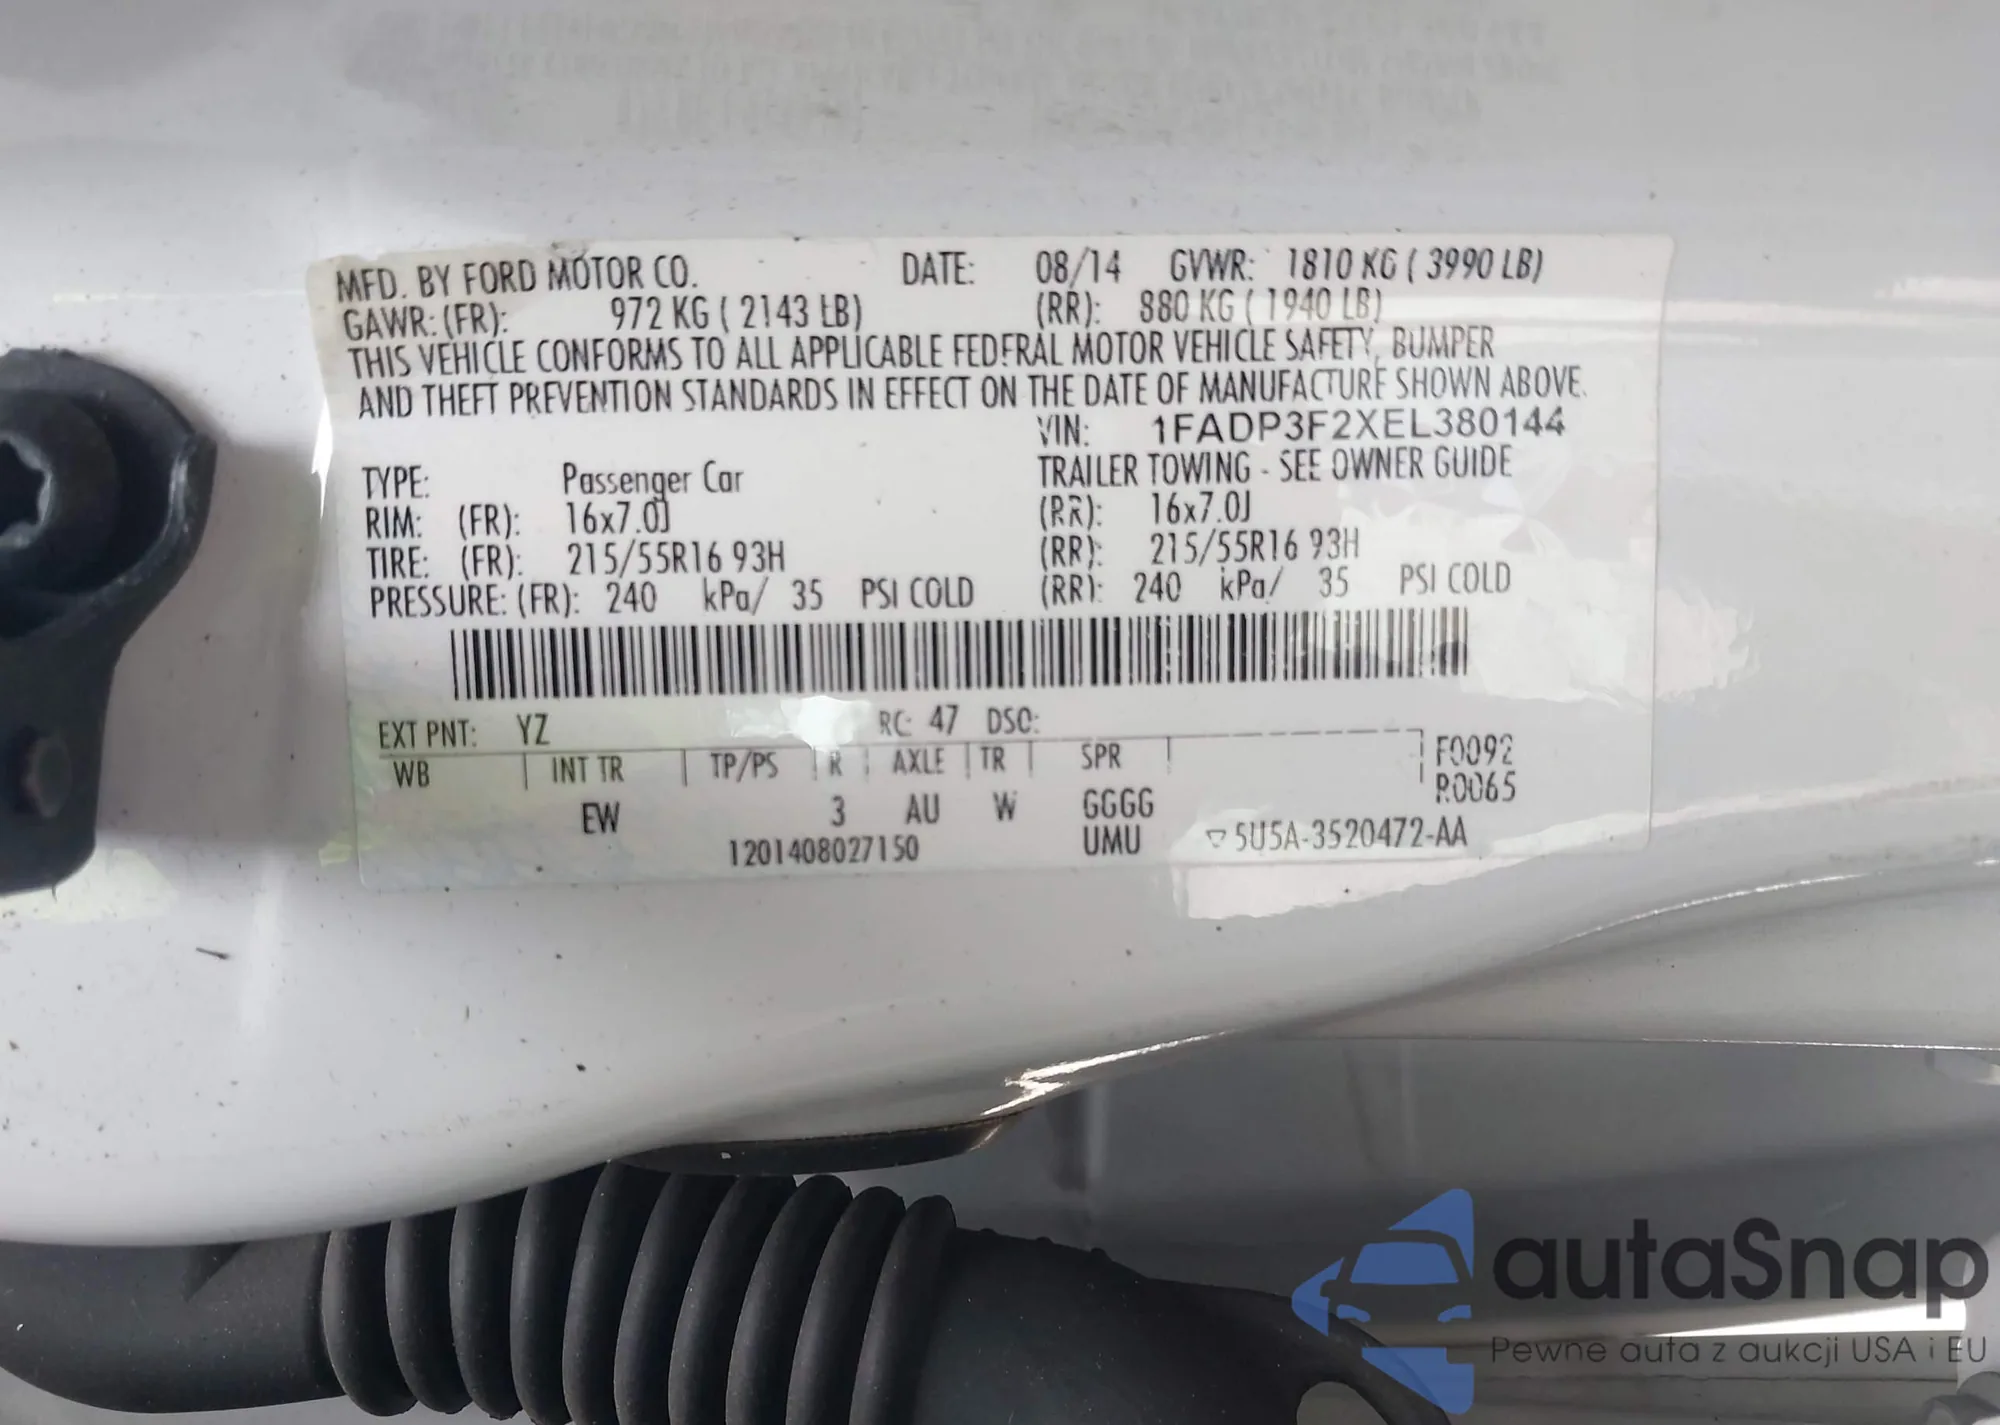 MFD. BY FORD MOTOR CO. DATE: 08/14 GVWR: 1810 KG ( 3990 LB)
GAWR: (FR): 972 KG ( 2143 LB) (RR): 880 KG ( 1940 LB)
THIS VEHICLE CONFORMS TO ALL APPLICABLE FEDERAL MOTOR VEHICLE SAFETY, BUMPER
AND THEFT PREVENTION STANDARDS IN EFFECT ON THE DATE OF MANUFACTURE SHOWN ABOVE.
VIN: 1FADP3F2XEL380144
TYPE: Passenger Car TRAILER TOWING - SEE OWNER GUIDE
RIM: (FR): 16x7.0J (RR): 16x7.0J
TIRE: (FR): 215/55R16 93H (RR): 215/55R16 93H
PRESSURE: (FR): 240 kPa/ 35 PSI COLD (RR): 240 kPa/ 35 PSI COLD
EXT PNT: YZ RC: 47 DSO:
WB INT TR TP/PS R AXLE TR SPR F0092
R0065
EW 3 AU W GGGG
1201408027150 UMU ▽5U5A-3520472-AA
autoSnap
Pewne auta z aukcji USA i EU